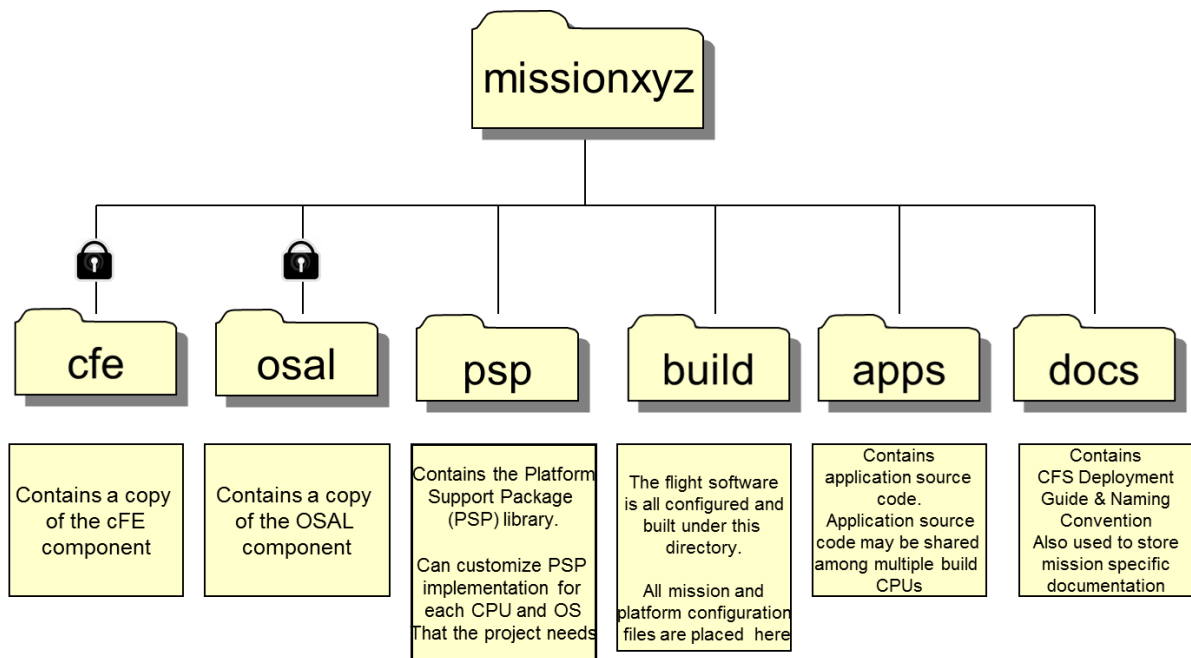 missionxyz
cfe
osal
psp
build
apps
docs
Contains a copy
of the cFE
component
Contains a copy
of the OSAL
component
Contains the Platform
Support Package
(PSP) library.
Can customize PSP
implementation for
each CPU and OS
That the project needs
The flight software
is all configured and
built under this
directory.
All mission and
platform configuration
files are placed here
Contains
application source
code.
Application source
code may be shared
among multiple build
CPUs
Contains
CFS Deployment
Guide & Naming
Convention
Also used to store
mission specific
documentation